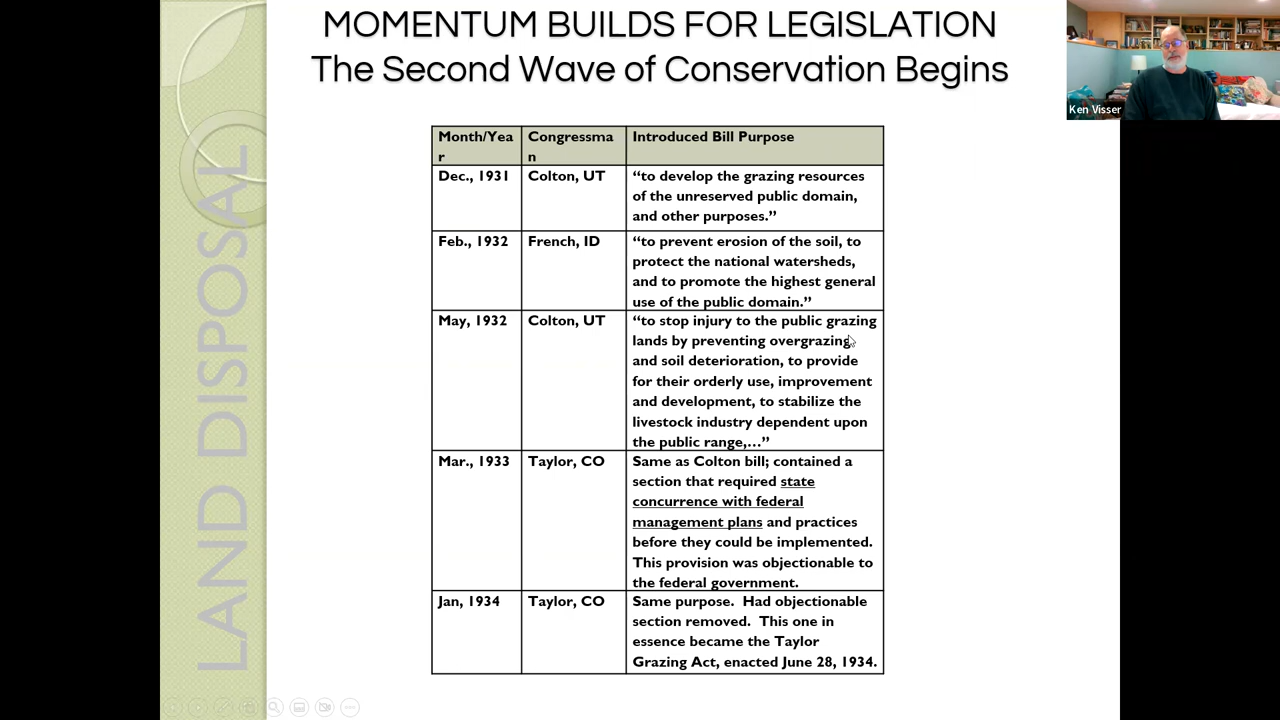 MOMENTUM BUILDS FOR LEGISLATION
The Second Wave of Conservation Begins
Ken Visser
LAND DISPOSAL
Month/Yea
r
Congressma
n
Introduced Bill Purpose
Dec., 1931
Colton, UT
“to develop the grazing resources
of the unreserved public domain,
and other purposes.”
Feb., 1932
French, ID
“to prevent erosion of the soil, to
protect the national watersheds,
and to promote the highest general
use of the public domain.”
May, 1932
Colton, UT
“to stop injury to the public grazing
lands by preventing overgrazing
and soil deterioration, to provide
for their orderly use, improvement
and development, to stabilize the
livestock industry dependent upon
the public range,…”
Mar., 1933
Taylor, CO
Same as Colton bill; contained a
section that required state
concurrence with federal
management plans and practices
before they could be implemented.
This provision was objectionable to
the federal government.
Jan, 1934
Taylor, CO
Same purpose.  Had objectionable
section removed.  This one in
essence became the Taylor
Grazing Act, enacted June 28, 1934.